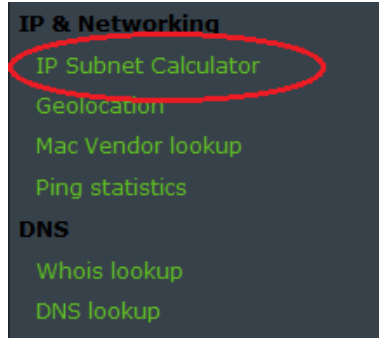 IP & Networking
IP Subnet Calculator
Geolocation
Mac Vendor lookup
Ping statistics
DNS
Whois lookup
DNS lookup